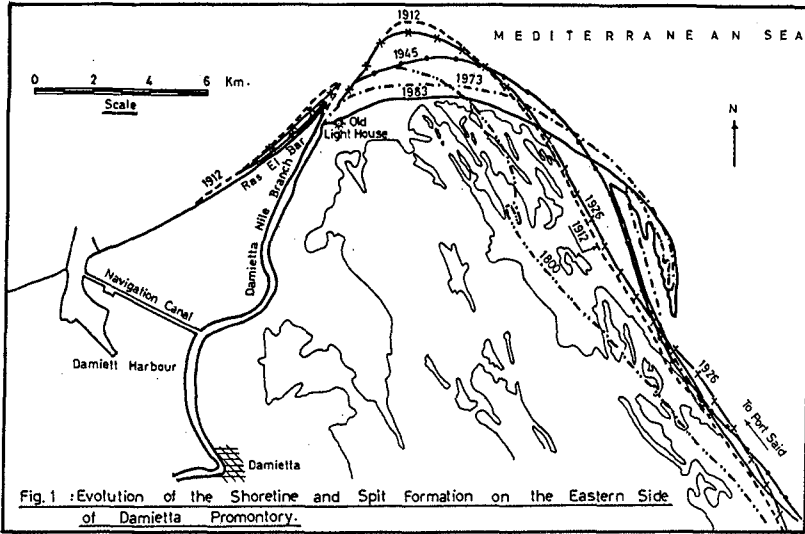 1912
MEDITERRANEAN SEA
1945
0 2 4 6 Km.
Scale
1973
1983
N
Old
Light House
1912
Ras El Bar
Damietta Nile Branch
1926
1912
1800
Navigation Canal
Damiett Harbour
1926
To Port Said
Damietta
Fig. 1 : Evolution of the Shoretine and Spit Formation on the Eastern Side
of Damietta Promontory.